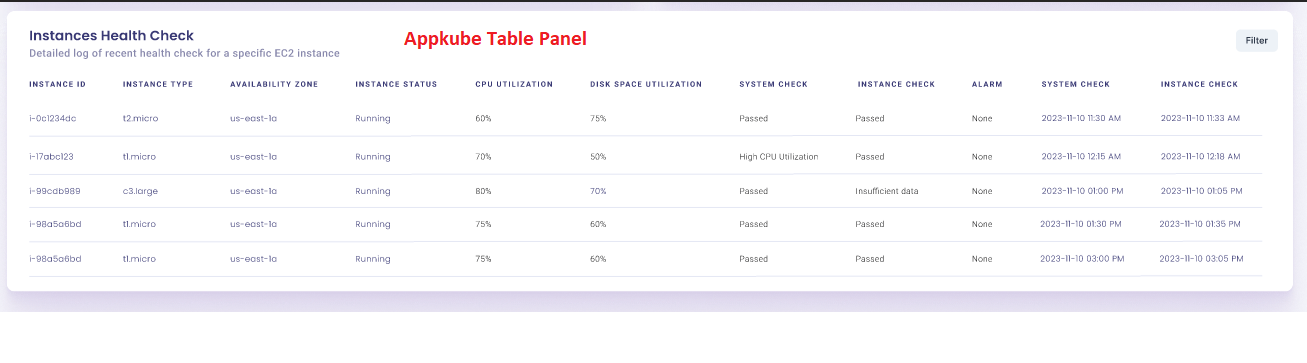 Instances Health Check
Appkube Table Panel
Detailed log of recent health check for a specific EC2 instance
Filter
INSTANCE ID INSTANCE TYPE AVAILABILITY ZONE INSTANCE STATUS CPU UTILIZATION DISK SPACE UTILIZATION SYSTEM CHECK INSTANCE CHECK ALARM SYSTEM CHECK INSTANCE CHECK
i-0c1234dc t2.micro us-east-1a Running 60% 75% Passed Passed None 2023-11-10 11:30 AM 2023-11-10 11:33 AM
i-17abc123 t1.micro us-east-1a Running 70% 50% High CPU Utilization Passed None 2023-11-10 12:15 AM 2023-11-10 12:18 AM
i-99cdb989 c3.large us-east-1a Running 80% 70% Passed Insufficient data None 2023-11-10 01:00 PM 2023-11-10 01:05 PM
i-98a5a6bd t1.micro us-east-1a Running 75% 60% Passed Passed None 2023-11-10 01:30 PM 2023-11-10 01:35 PM
i-98a5a6bd t1.micro us-east-1a Running 75% 60% Passed Passed None 2023-11-10 03:00 PM 2023-11-10 03:05 PM